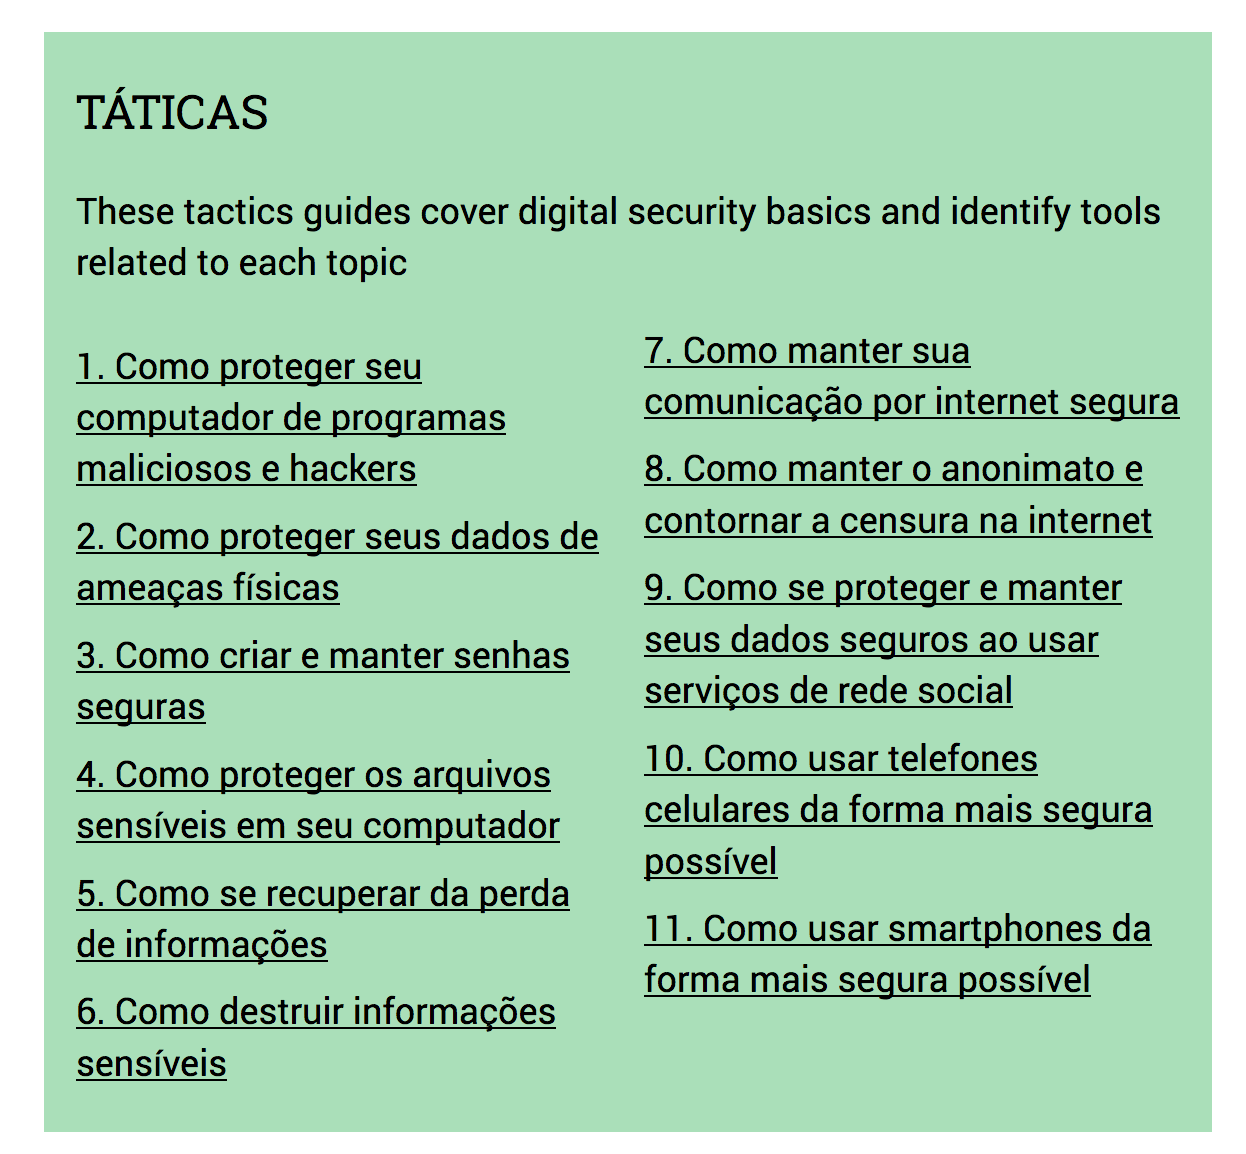 TÁTICAS
These tactics guides cover digital security basics and identify tools
related to each topic
1. Como proteger seu
computador de programas
maliciosos e hackers
2. Como proteger seus dados de
ameaças físicas
3. Como criar e manter senhas
seguras
4. Como proteger os arquivos
sensíveis em seu computador
5. Como se recuperar da perda
de informações
6. Como destruir informações
sensíveis
7. Como manter sua
comunicação por internet segura
8. Como manter o anonimato e
contornar a censura na internet
9. Como se proteger e manter
seus dados seguros ao usar
serviços de rede social
10. Como usar telefones
celulares da forma mais segura
possível
11. Como usar smartphones da
forma mais segura possível